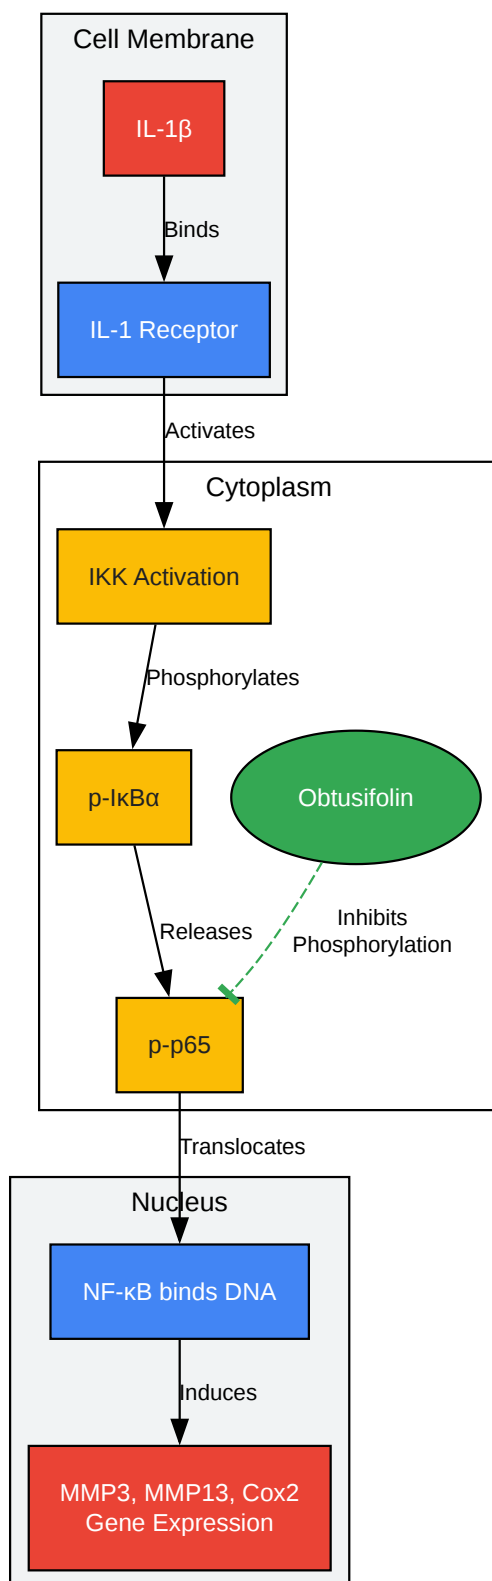 Cell Membrane
IL-1β
Binds
IL-1 Receptor
Activates
Cytoplasm
IKK Activation
Phosphorylates
p-IκBα
Obtusifolin
Releases
Inhibits
Phosphorylation
p-p65
Translocates
Nucleus
NF-κB binds DNA
Induces
MMP3, MMP13, Cox2
Gene Expression